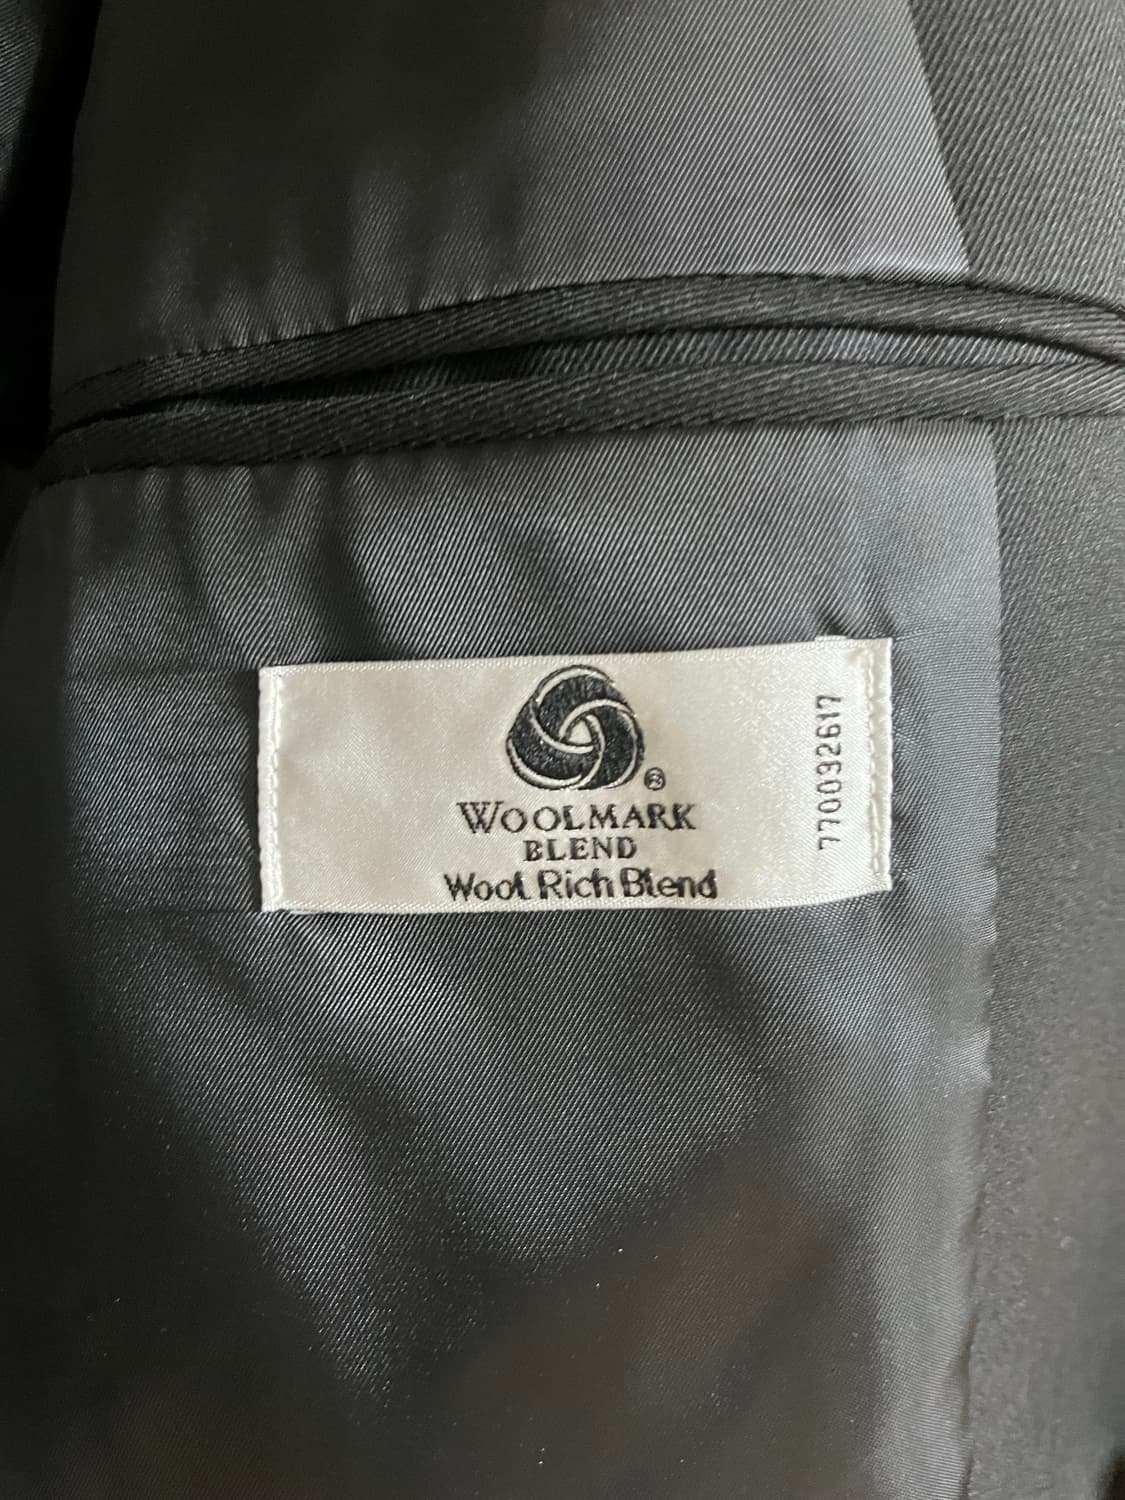 ®
WOOLMARK
BLEND
Wool Rich Blend
770032617